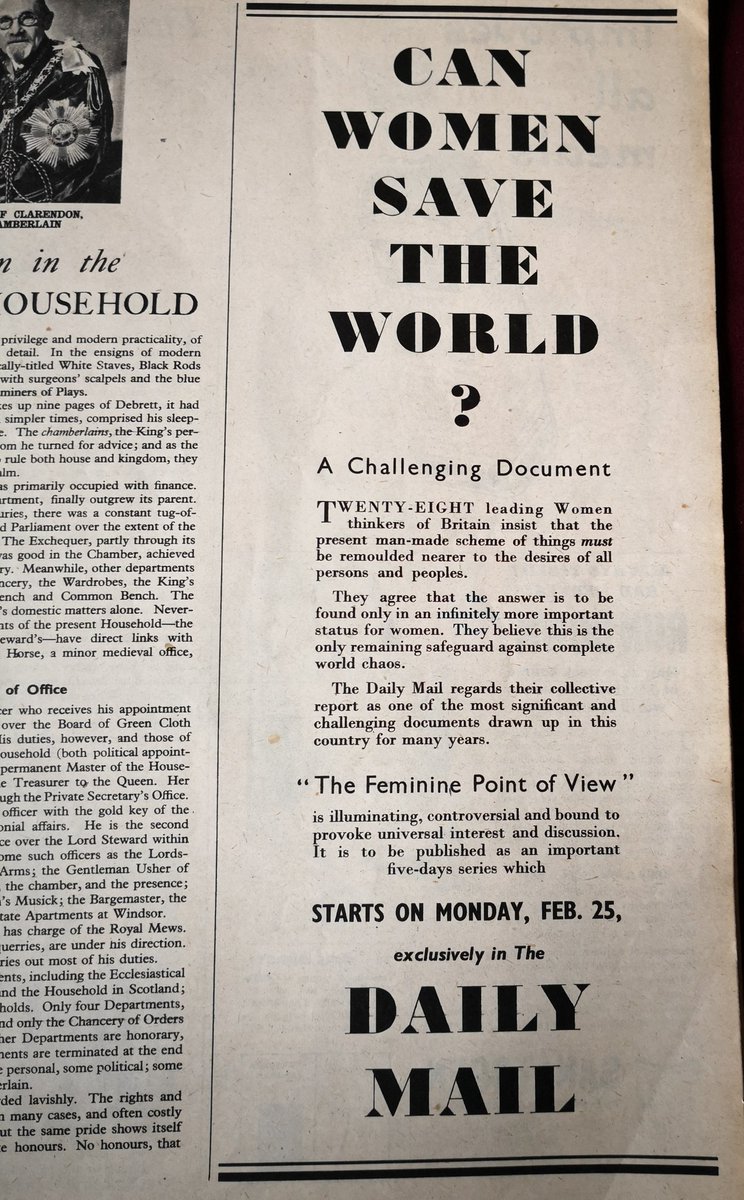 F CLARENDON,
AMBERLAIN
n in the
OUSEHOLD
privilege and modern practicality, of
detail. In the ensigns of modern
cally-titled White Staves, Black Rods
with surgeons' scalpels and the blue
miners of Plays.
es up nine pages of Debrett, it had
simpler times, comprised his sleep-
e. The chamberlains, the King's per-
om he turned for advice; and as the
rule both house and kingdom, they
alm.
as primarily occupied with finance.
artment, finally outgrew its parent.
uries, there was a constant tug-of-
d Parliament over the extent of the
The Exchequer, partly through its
was good in the Chamber, achieved
ry. Meanwhile, other departments
ncery, the Wardrobes, the King's
ench and Common Bench. The
's domestic matters alone. Never-
nts of the present Household—the
eward's—have direct links with
Horse, a minor medieval office,
of Office
cer who receives his appointment
over the Board of Green Cloth
His duties, however, and those of
ousehold (both political appoint-
permanent Master of the House-
e Treasurer to the Queen. Her
ugh the Private Secretary's Office.
officer with the gold key of the
onial affairs. He is the second
ce over the Lord Steward within
ome such officers as the Lords-
Arms; the Gentleman Usher of
the chamber, and the presence;
's Musick; the Bargemaster, the
tate Apartments at Windsor.
has charge of the Royal Mews.
querries, are under his direction.
ries out most of his duties.
ents, including the Ecclesiastical
nd the Household in Scotland;
holds. Only four Departments,
nd only the Chancery of Orders
her Departments are honorary,
ments are terminated at the end
e personal, some political; some
erlain.
ded lavishly. The rights and
n many cases, and often costly
ut the same pride shows itself
e honours. No honours, that
CAN
WOMEN
SAVE
THE
WORLD
?
A Challenging Document
TWENTY-EIGHT leading Women
thinkers of Britain insist that the
present man-made scheme of things must
be remoulded nearer to the desires of all
persons and peoples.
They agree that the answer is to be
found only in an infinitely more important
status for women. They believe this is the
only remaining safeguard against complete
world chaos.
The Daily Mail regards their collective
report as one of the most significant and
challenging documents drawn up in this
country for many years.
"The Feminine Point of View"
is illuminating, controversial and bound to
provoke universal interest and discussion.
It is to be published as an important
five-days series which
STARTS ON MONDAY, FEB. 25,
exclusively in The
DAILY
MAIL